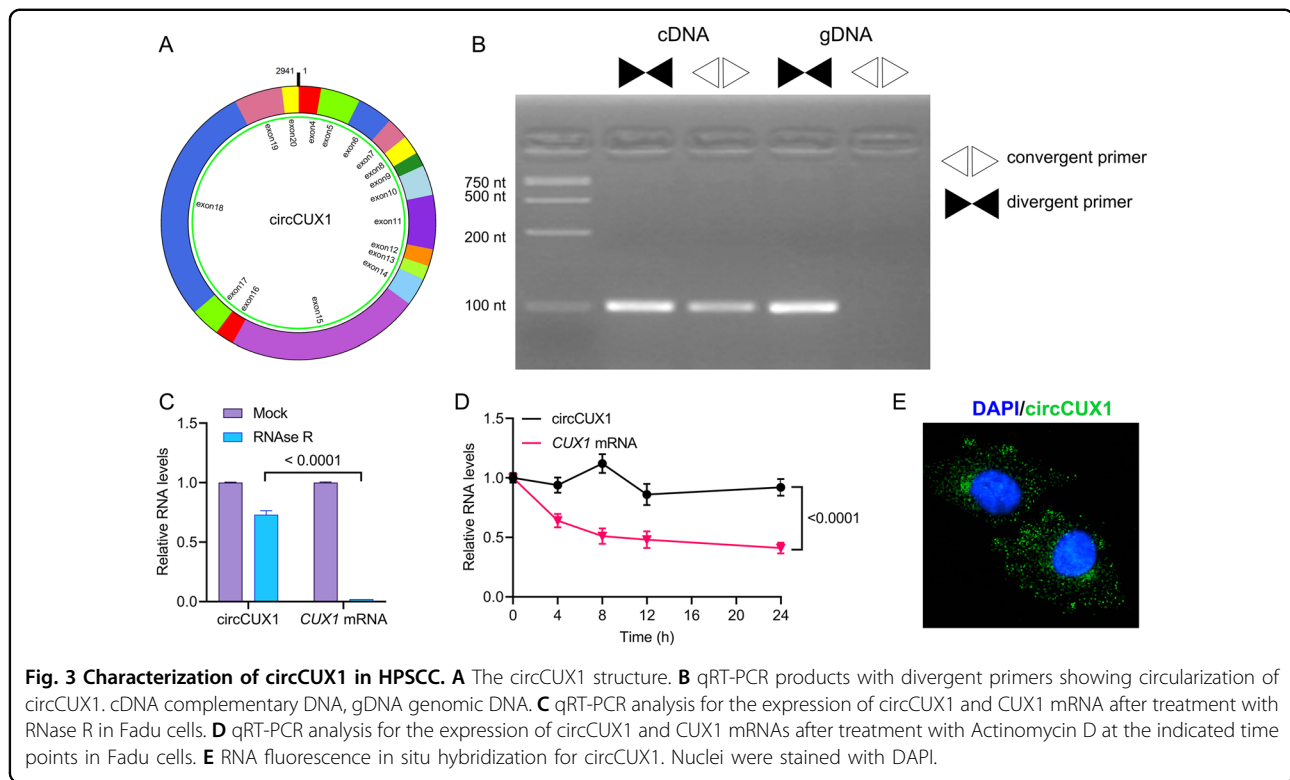 A
2941 1
exon4
exon5
exon6
exon7
exon8
exon9
exon10
exon11
exon12
exon13
exon14
exon15
exon16
exon17
exon18
exon19
exon20
circCUX1
B
cDNA gDNA
750 nt
500 nt
200 nt
100 nt
convergent primer
divergent primer
C
Mock
RNAse R
< 0.0001
Relative RNA levels
1.5
1.0
0.5
0.0
circCUX1 CUX1 mRNA
D
circCUX1
CUX1 mRNA
<0.0001
Relative RNA levels
1.5
1.0
0.5
0.0
0 4 8 12 16 20 24
Time (h)
E
DAPI/circCUX1
Fig. 3 Characterization of circCUX1 in HPSCC. A The circCUX1 structure. B qRT-PCR products with divergent primers showing circularization of
circCUX1. cDNA complementary DNA, gDNA genomic DNA. C qRT-PCR analysis for the expression of circCUX1 and CUX1 mRNA after treatment with
RNase R in Fadu cells. D qRT-PCR analysis for the expression of circCUX1 and CUX1 mRNAs after treatment with Actinomycin D at the indicated time
points in Fadu cells. E RNA fluorescence in situ hybridization for circCUX1. Nuclei were stained with DAPI.